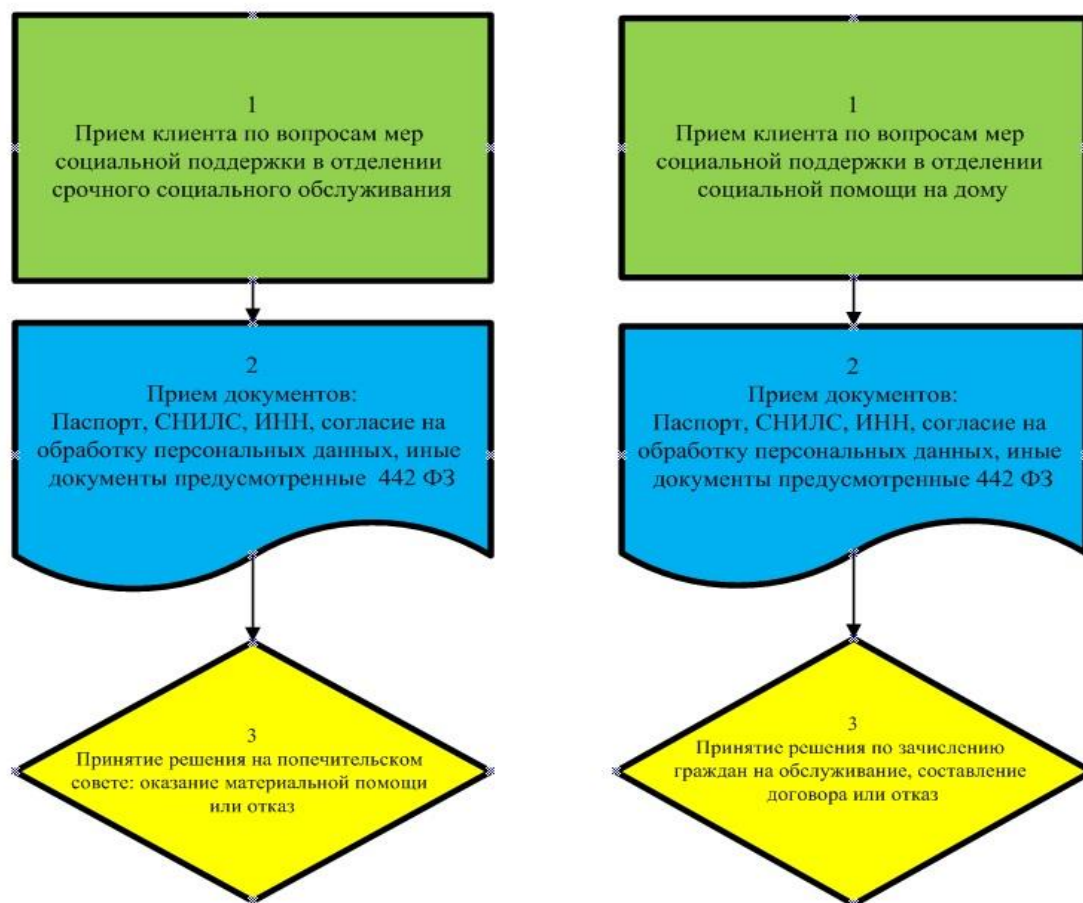 1
Прием клиента по вопросам мер
социальной поддержки в отделении
срочного социального обслуживания
2
Прием документов:
Паспорт, СНИЛС, ИНН, согласие на
обработку персональных данных, иные
документы предусмотренные 442 ФЗ
3
Принятие решения на попечительском
совете: оказание материальной помощи
или отказ
1
Прием клиента по вопросам мер
социальной поддержки в отделении
социальной помощи на дому
2
Прием документов:
Паспорт, СНИЛС, ИНН, согласие на
обработку персональных данных, иные
документы предусмотренные 442 ФЗ
3
Принятие решения по зачислению
граждан на обслуживание, составление
договора или отказ